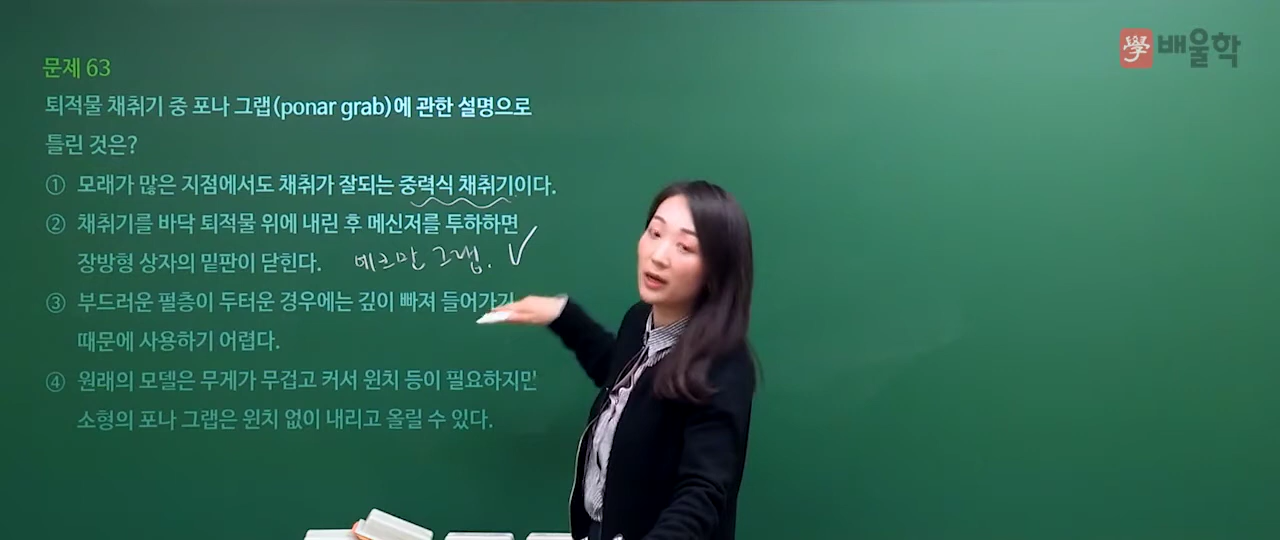 學 배울학
문제 63
퇴적물 채취기 중 포나 그랩(ponar grab)에 관한 설명으로
틀린 것은?
① 모래가 많은 지점에서도 채취가 잘되는 중력식 채취기이다.
② 채취기를 바닥 퇴적물 위에 내린 후 메신저를 투하하면
장방형 상자의 밑판이 닫힌다. 에크만 그랩.
③ 부드러운 펄층이 두터운 경우에는 깊이 빠져 들어가기
때문에 사용하기 어렵다.
④ 원래의 모델은 무게가 무겁고 커서 윈치 등이 필요하지만
소형의 포나 그랩은 윈치 없이 내리고 올릴 수 있다.